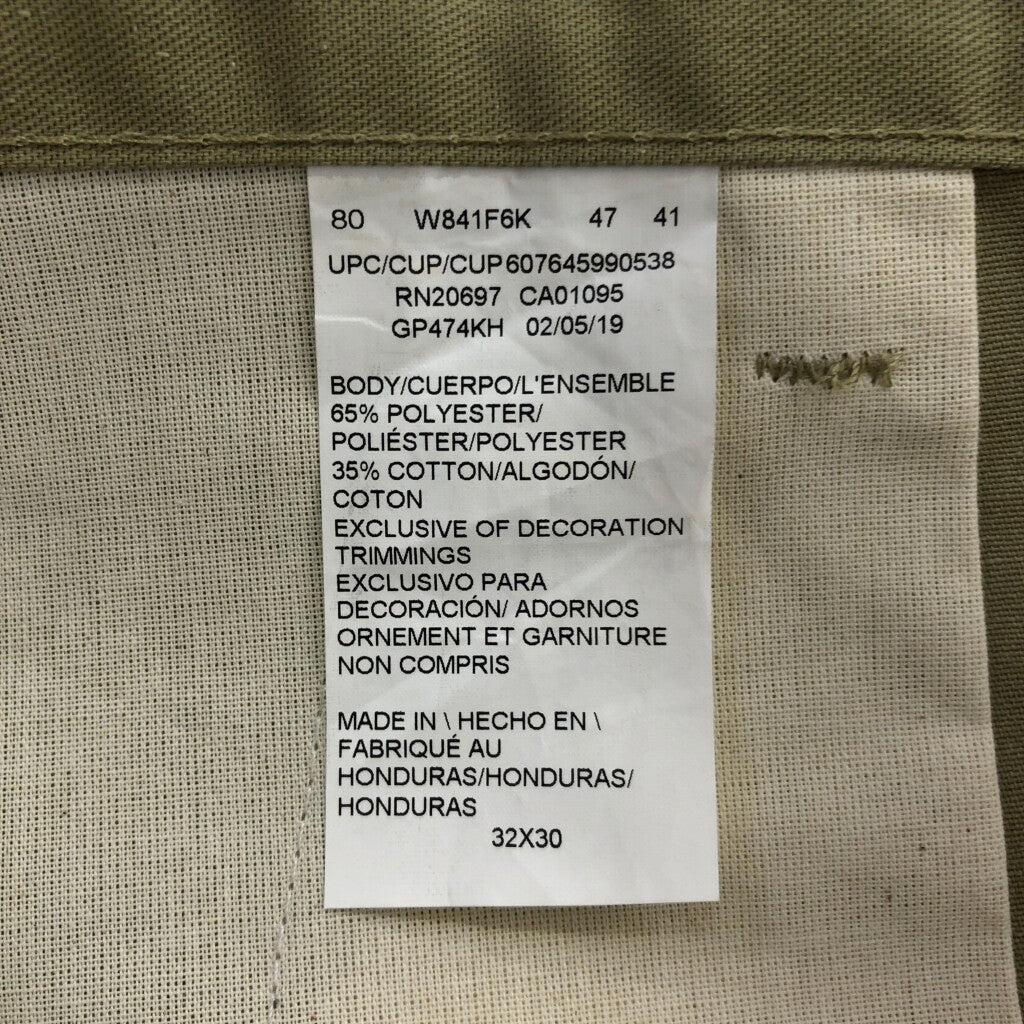 80 W841F6K 47 41
UPC/CUP/CUP607645990538
RN20697 CA01095
GP474KH 02/05/19
BODY/CUERPO/L'ENSEMBLE
65% POLYESTER/
POLIÉSTER/POLYESTER
35% COTTON/ALGODÓN/
COTON
EXCLUSIVE OF DECORATION
TRIMMINGS
EXCLUSIVO PARA
DECORACIÓN/ ADORNOS
ORNEMENT ET GARNITURE
NON COMPRIS
MADE IN \ HECHO EN \
FABRIQUÉ AU
HONDURAS/HONDURAS/
HONDURAS
32X30